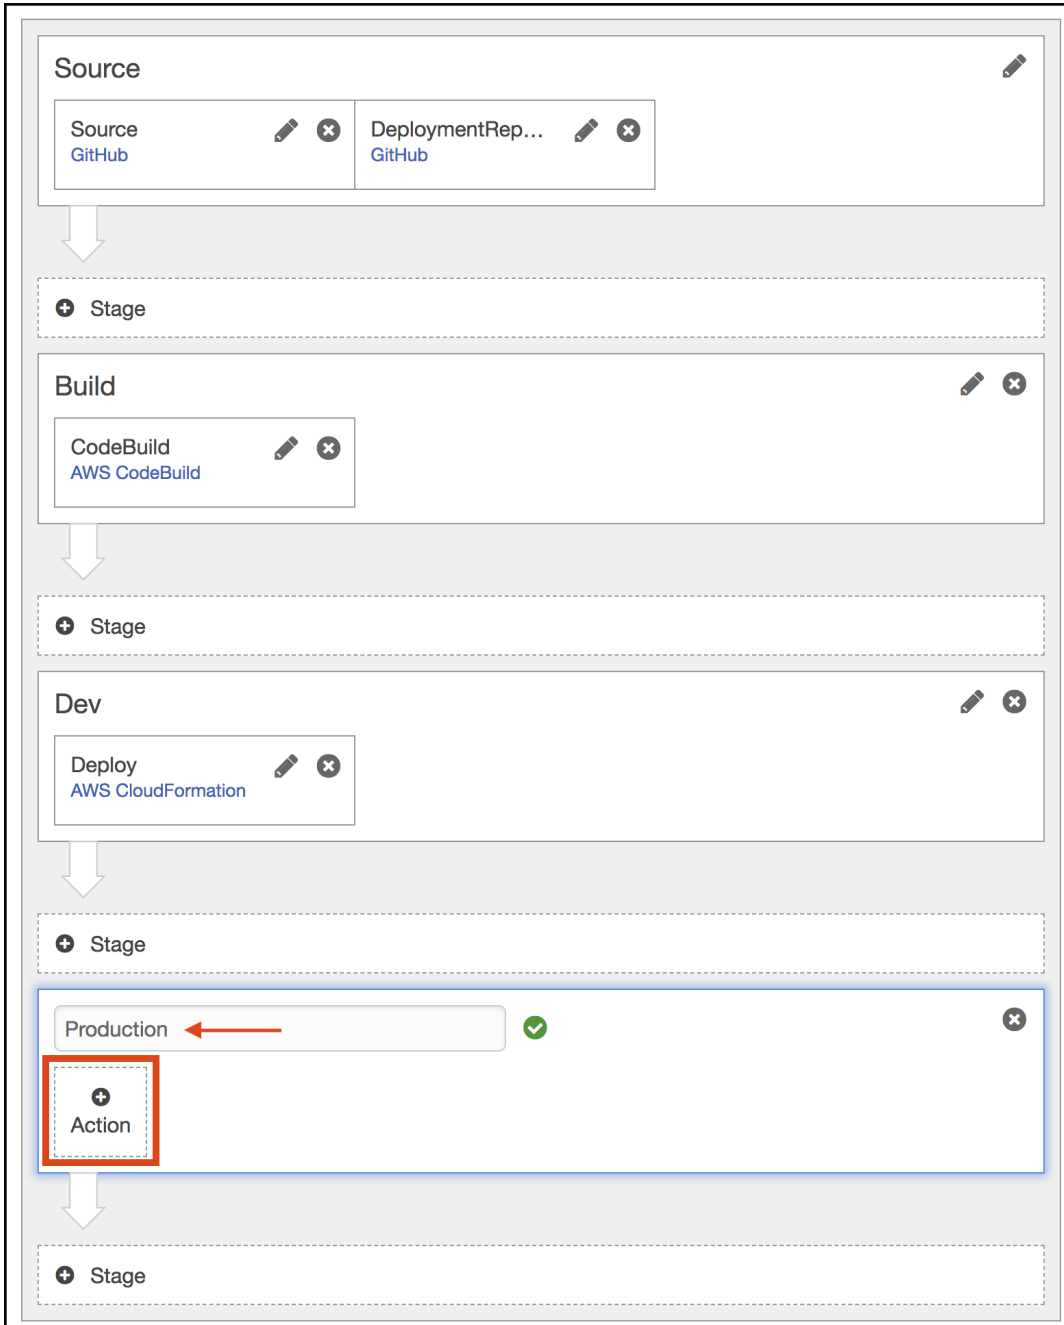 Source
Source
GitHub
DeploymentRep...
GitHub
Stage
Build
CodeBuild
AWS CodeBuild
Stage
Dev
Deploy
AWS CloudFormation
Stage
Production
Action
Stage